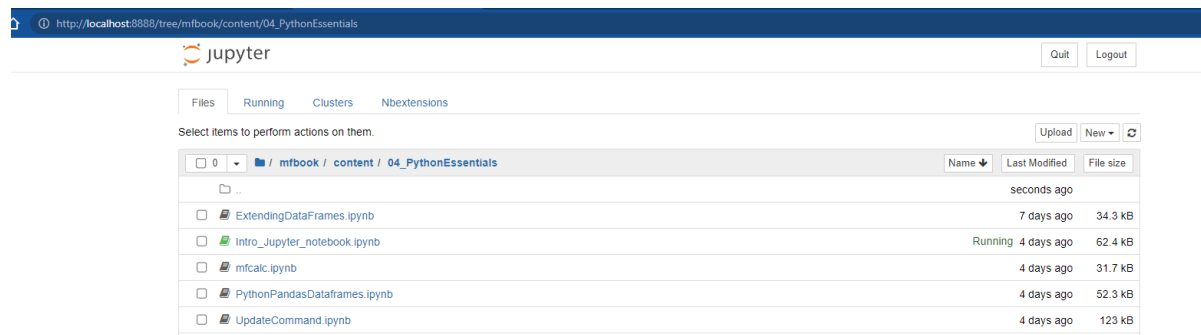 http://localhost:8888/tree/mfbook/content/04_PythonEssentials
jupyter Quit Logout
Files Running Clusters Nbextensions
Select items to perform actions on them. Upload New
0 / mfbook / content / 04_PythonEssentials Name Last Modified File size
.. seconds ago
ExtendingDataFrames.ipynb 7 days ago 34.3 kB
Intro_Jupyter_notebook.ipynb Running 4 days ago 62.4 kB
mfcalc.ipynb 4 days ago 31.7 kB
PythonPandasDataframes.ipynb 4 days ago 52.3 kB
UpdateCommand.ipynb 4 days ago 123 kB